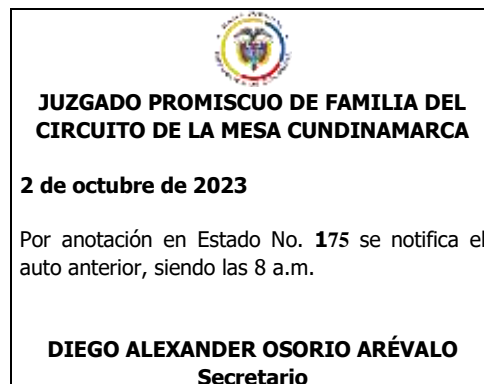 JUZGADO PROMISCUO DE FAMILIA DEL
CIRCUITO DE LA MESA CUNDINAMARCA
2 de octubre de 2023
Por anotación en Estado No. 175 se notifica el
auto anterior, siendo las 8 a.m.
DIEGO ALEXANDER OSORIO ARÉVALO
Secretario